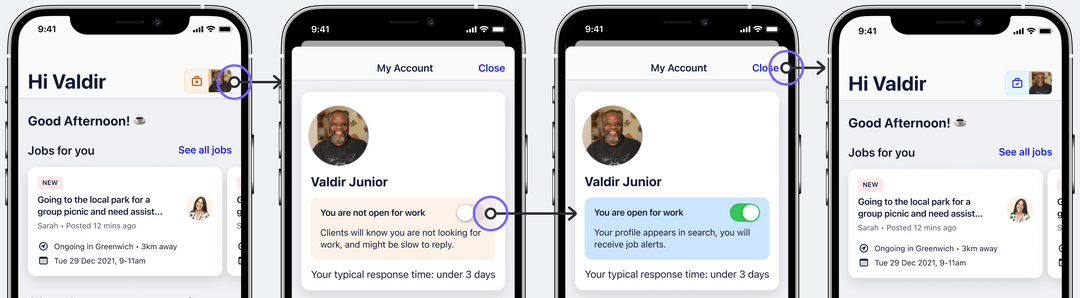 9:41
Hi Valdir
Good Afternoon! ☕
Jobs for you
See all jobs
NEW
Going to the local park for a
group picnic and need assist...
Sarah • Posted 12 mins ago
Ongoing in Greenwich • 3km away
Tue 29 Dec 2021, 9-11am
9:41
My Account
Close
Valdir Junior
You are not open for work
Clients will know you are not looking for
work, and might be slow to reply.
Your typical response time: under 3 days
9:41
My Account
Close
Valdir Junior
You are open for work
Your profile appears in search, you will
receive job alerts.
Your typical response time: under 3 days
9:41
Hi Valdir
Good Afternoon! ☕
Jobs for you
See all jobs
NEW
Going to the local park for a
group picnic and need assist...
Sarah • Posted 12 mins ago
Ongoing in Greenwich • 3km away
Tue 29 Dec 2021, 9-11am